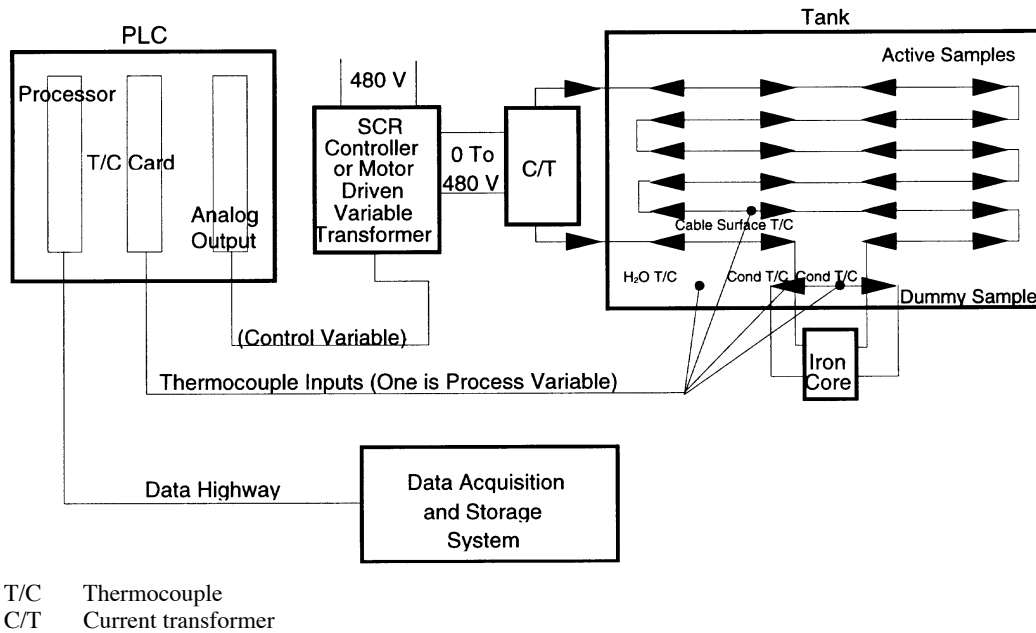 PLC
Processor
T/C Card
Analog
Output
480 V
SCR
Controller
or Motor
Driven
Variable
Transformer
0 To
480 V
C/T
Tank
Active Samples
Cable Surface T/C
H₂O T/C
Cond T/C
Cond T/C
Dummy Sample
Iron
Core
(Control Variable)
Thermocouple Inputs (One is Process Variable)
Data Highway
Data Acquisition
and Storage
System
T/C Thermocouple
C/T Current transformer